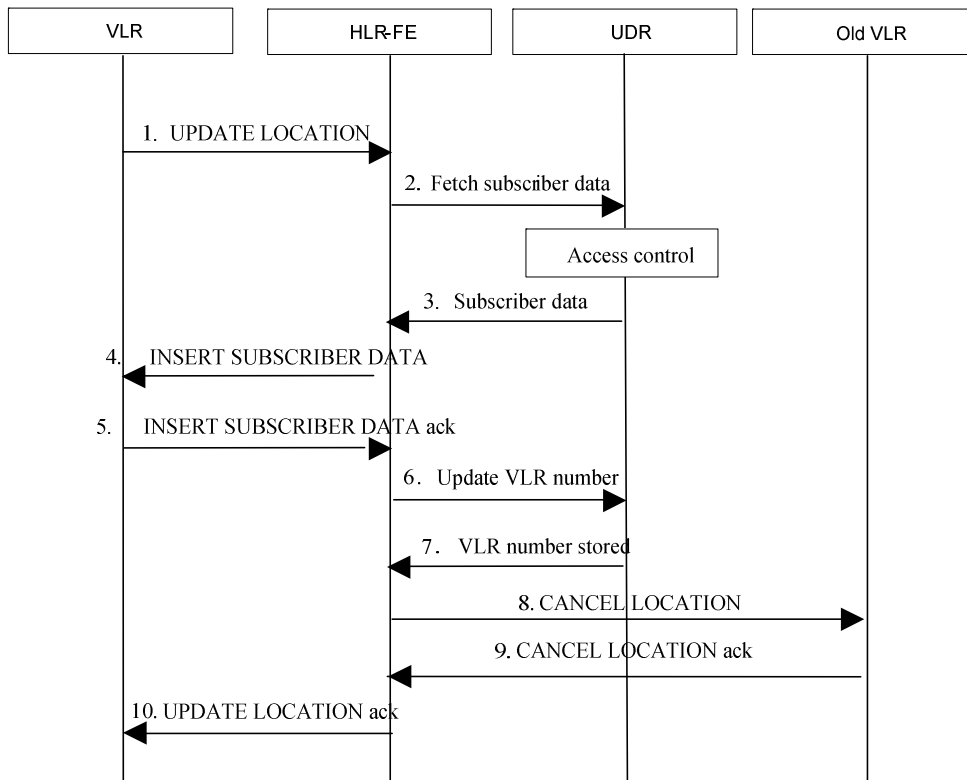 VLR
HLR-FE
UDR
Old VLR
1. UPDATE LOCATION
2. Fetch subscriber data
Access control
3. Subscriber data
4. INSERT SUBSCRIBER DATA
5. INSERT SUBSCRIBER DATA ack
6. Update VLR number
7. VLR number stored
8. CANCEL LOCATION
9. CANCEL LOCATION ack
10. UPDATE LOCATION ack